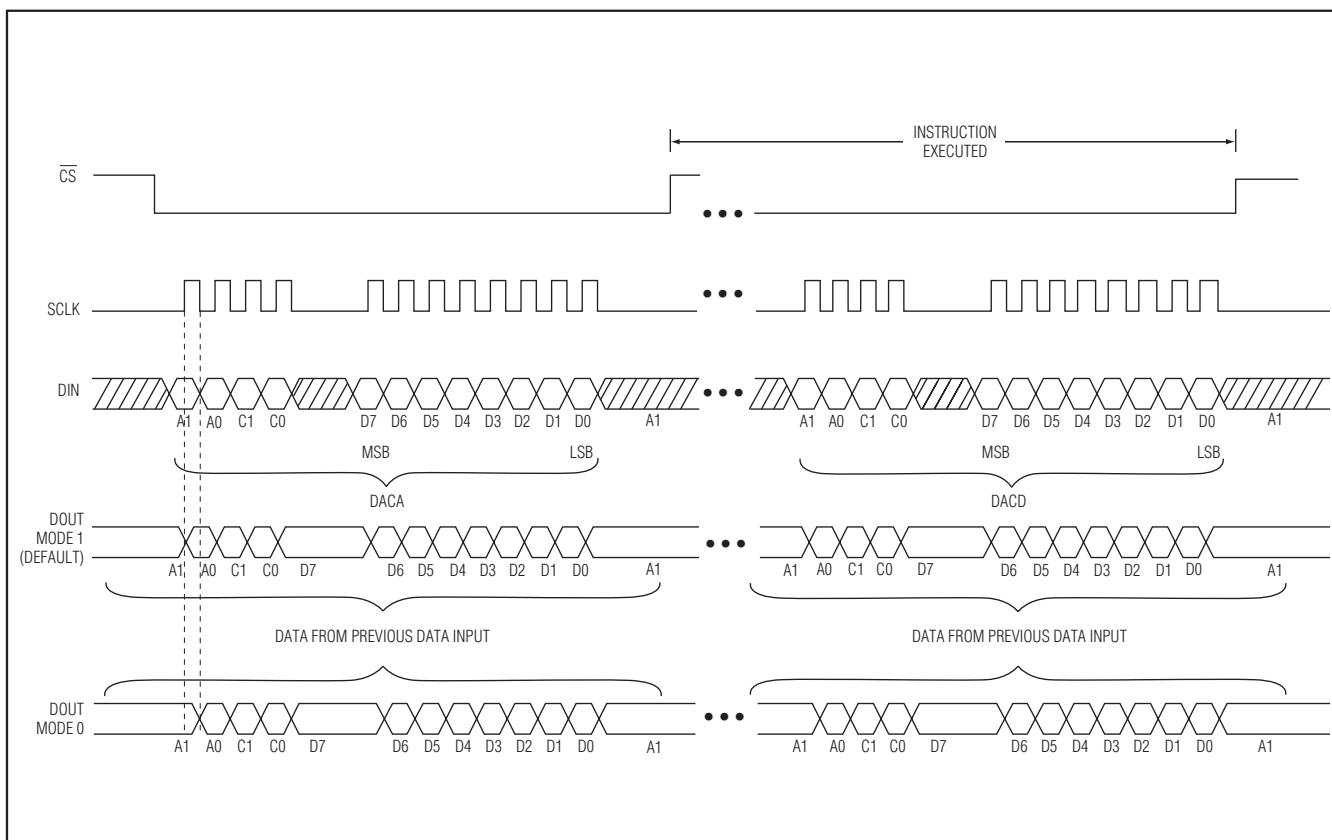 INSTRUCTION
EXECUTED
CS
SCLK
DIN
A1 A0 C1 C0 D7 D6 D5 D4 D3 D2 D1 D0 A1 A1 A0 C1 C0 D7 D6 D5 D4 D3 D2 D1 D0 A1
MSB LSB MSB LSB
DACA DACD
DOUT
MODE 1
(DEFAULT)
A1 A0 C1 C0 D7 D6 D5 D4 D3 D2 D1 D0 A1 A1 A0 C1 C0 D7 D6 D5 D4 D3 D2 D1 D0 A1
DATA FROM PREVIOUS DATA INPUT DATA FROM PREVIOUS DATA INPUT
DOUT
MODE 0
A1 A0 C1 C0 D7 D6 D5 D4 D3 D2 D1 D0 A1 A1 A0 C1 C0 D7 D6 D5 D4 D3 D2 D1 D0 A1